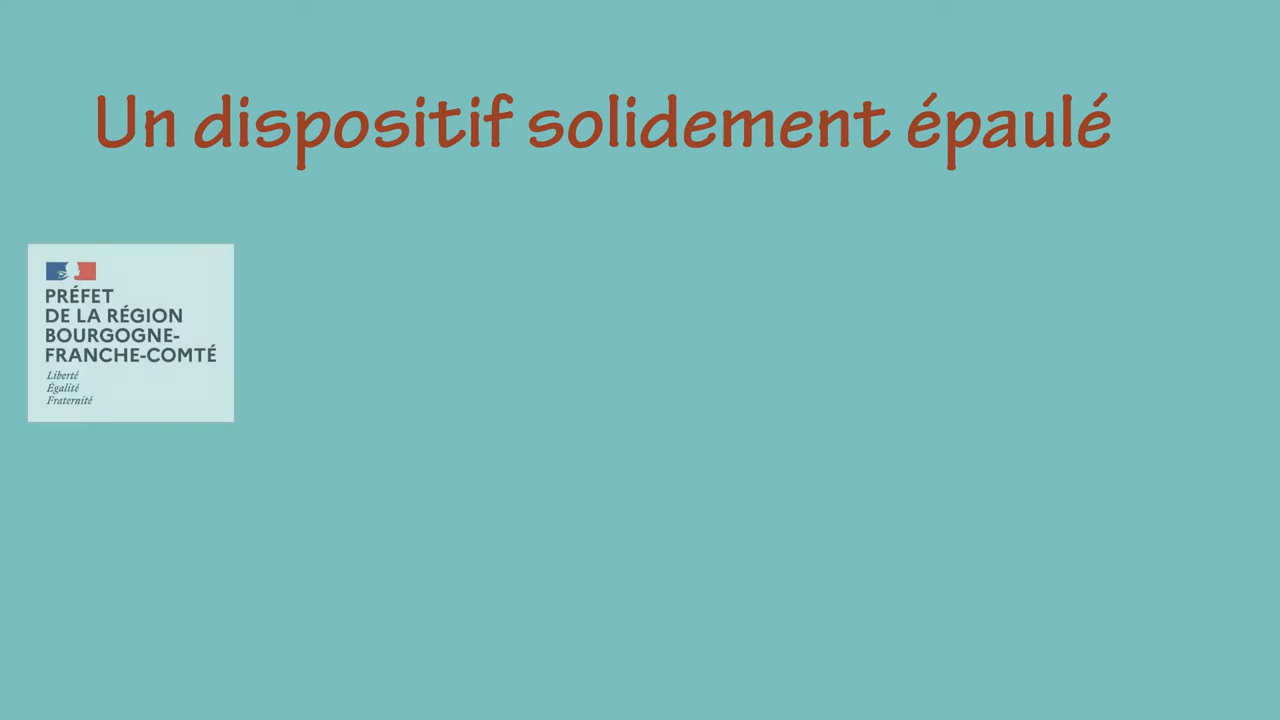 Un dispositif solidement épaulé
PRÉFET
DE LA RÉGION
BOURGOGNE-
FRANCHE-COMTÉ
Liberté
Égalité
Fraternité